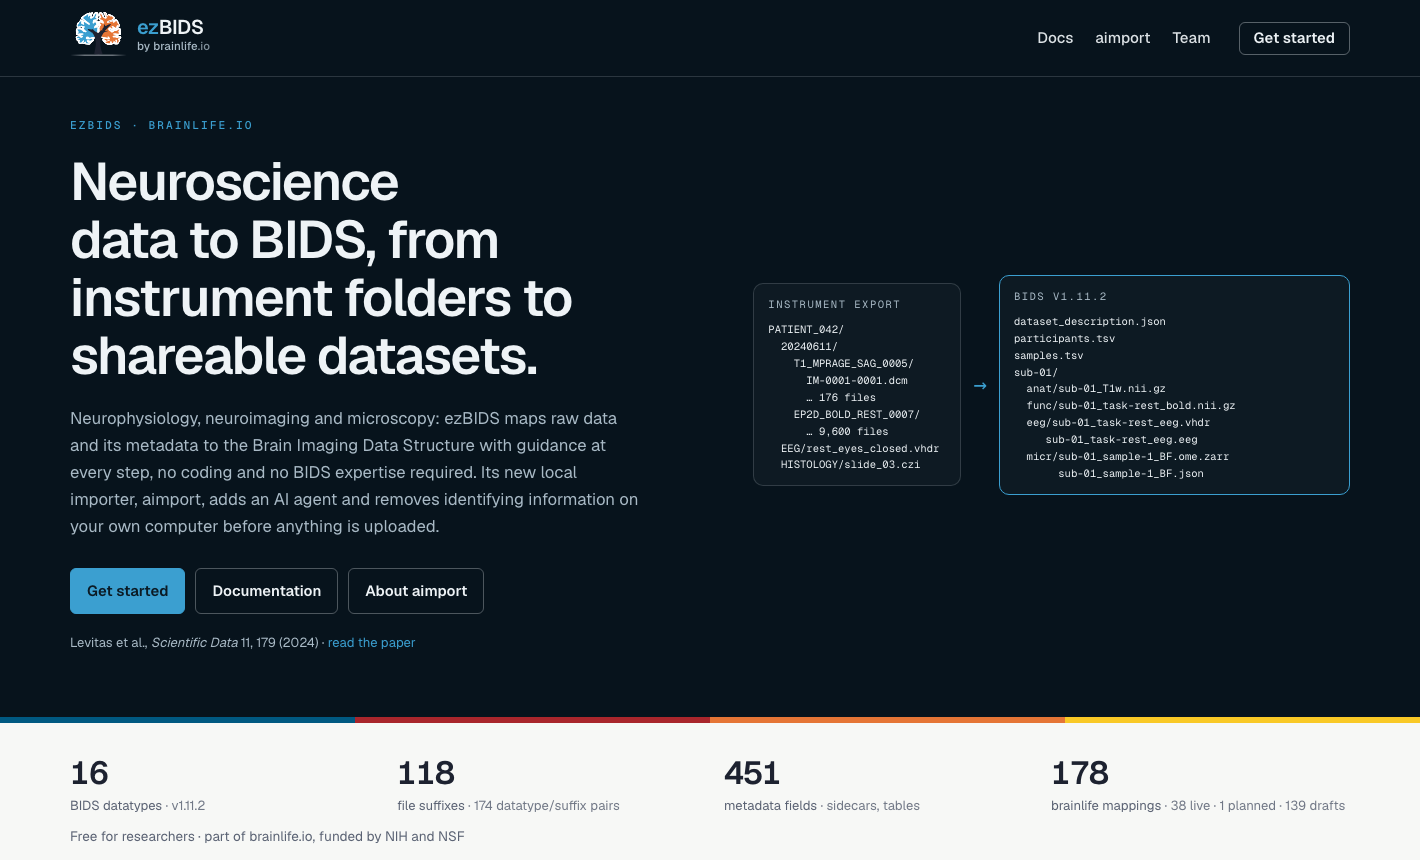 ezBIDS
by brainlife.io
Docs
aimport
Team
Get started
EZBIDS · BRAINLIFE.IO
Neuroscience
data to BIDS, from
instrument folders to
shareable datasets.
Neurophysiology, neuroimaging and microscopy: ezBIDS maps raw data
and its metadata to the Brain Imaging Data Structure with guidance at
every step, no coding and no BIDS expertise required. Its new local
importer, aimport, adds an AI agent and removes identifying information on
your own computer before anything is uploaded.
Get started
Documentation
About aimport
Levitas et al., Scientific Data 11, 179 (2024) · read the paper
INSTRUMENT EXPORT
PATIENT_042/
20240611/
T1_MPRAGE_SAG_0005/
IM-0001-0001.dcm
… 176 files
EP2D_BOLD_REST_0007/
… 9,600 files
EEG/rest_eyes_closed.vhdr
HISTOLOGY/slide_03.czi
→
BIDS V1.11.2
dataset_description.json
participants.tsv
samples.tsv
sub-01/
anat/sub-01_T1w.nii.gz
func/sub-01_task-rest_bold.nii.gz
eeg/sub-01_task-rest_eeg.vhdr
sub-01_task-rest_eeg.eeg
micr/sub-01_sample-1_BF.ome.zarr
sub-01_sample-1_BF.json
16
BIDS datatypes · v1.11.2
118
file suffixes · 174 datatype/suffix pairs
451
metadata fields · sidecars, tables
178
brainlife mappings · 38 live · 1 planned · 139 drafts
Free for researchers · part of brainlife.io, funded by NIH and NSF